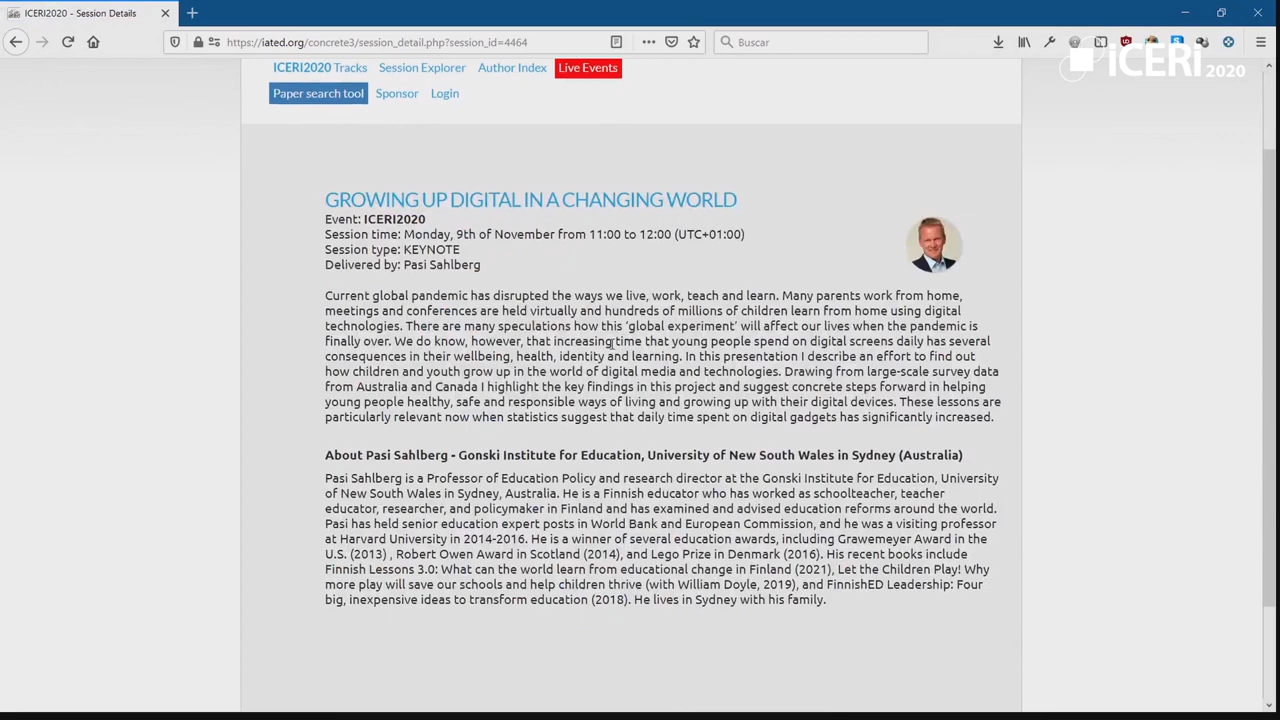 ICERI2020 - Session Details
https://iated.org/concrete3/session_detail.php?session_id=4464
Buscar
iCERi 2020
ICERI2020 Tracks Session Explorer Author Index Live Events
Paper search tool Sponsor Login
GROWING UP DIGITAL IN A CHANGING WORLD
Event: ICERI2020
Session time: Monday, 9th of November from 11:00 to 12:00 (UTC+01:00)
Session type: KEYNOTE
Delivered by: Pasi Sahlberg
Current global pandemic has disrupted the ways we live, work, teach and learn. Many parents work from home,
meetings and conferences are held virtually and hundreds of millions of children learn from home using digital
technologies. There are many speculations how this ‘global experiment’ will affect our lives when the pandemic is
finally over. We do know, however, that increasing time that young people spend on digital screens daily has several
consequences in their wellbeing, health, identity and learning. In this presentation I describe an effort to find out
how children and youth grow up in the world of digital media and technologies. Drawing from large-scale survey data
from Australia and Canada I highlight the key findings in this project and suggest concrete steps forward in helping
young people healthy, safe and responsible ways of living and growing up with their digital devices. These lessons are
particularly relevant now when statistics suggest that daily time spent on digital gadgets has significantly increased.
About Pasi Sahlberg - Gonski Institute for Education, University of New South Wales in Sydney (Australia)
Pasi Sahlberg is a Professor of Education Policy and research director at the Gonski Institute for Education, University
of New South Wales in Sydney, Australia. He is a Finnish educator who has worked as schoolteacher, teacher
educator, researcher, and policymaker in Finland and has examined and advised education reforms around the world.
Pasi has held senior education expert posts in World Bank and European Commission, and he was a visiting professor
at Harvard University in 2014-2016. He is a winner of several education awards, including Grawemeyer Award in the
U.S. (2013) , Robert Owen Award in Scotland (2014), and Lego Prize in Denmark (2016). His recent books include
Finnish Lessons 3.0: What can the world learn from educational change in Finland (2021), Let the Children Play! Why
more play will save our schools and help children thrive (with William Doyle, 2019), and FinnishED Leadership: Four
big, inexpensive ideas to transform education (2018). He lives in Sydney with his family.